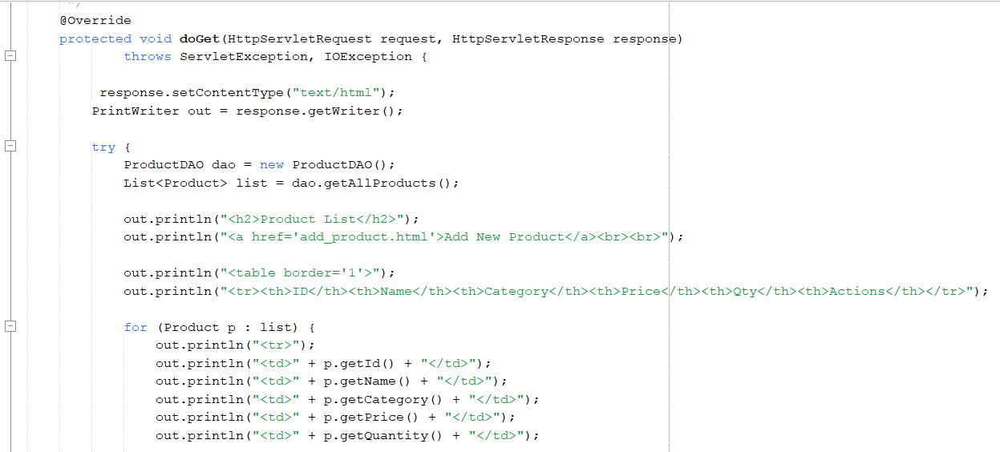 */
@Override
protected void doGet(HttpServletRequest request, HttpServletResponse response)
throws ServletException, IOException {
response.setContentType("text/html");
PrintWriter out = response.getWriter();
try {
ProductDAO dao = new ProductDAO();
List<Product> list = dao.getAllProducts();
out.println("<h2>Product List</h2>");
out.println("<a href='add_product.html'>Add New Product</a><br><br>");
out.println("<table border='1'>");
out.println("<tr><th>ID</th><th>Name</th><th>Category</th><th>Price</th><th>Qty</th><th>Actions</th></tr>");
for (Product p : list) {
out.println("<tr>");
out.println("<td>" + p.getId() + "</td>");
out.println("<td>" + p.getName() + "</td>");
out.println("<td>" + p.getCategory() + "</td>");
out.println("<td>" + p.getPrice() + "</td>");
out.println("<td>" + p.getQuantity() + "</td>");